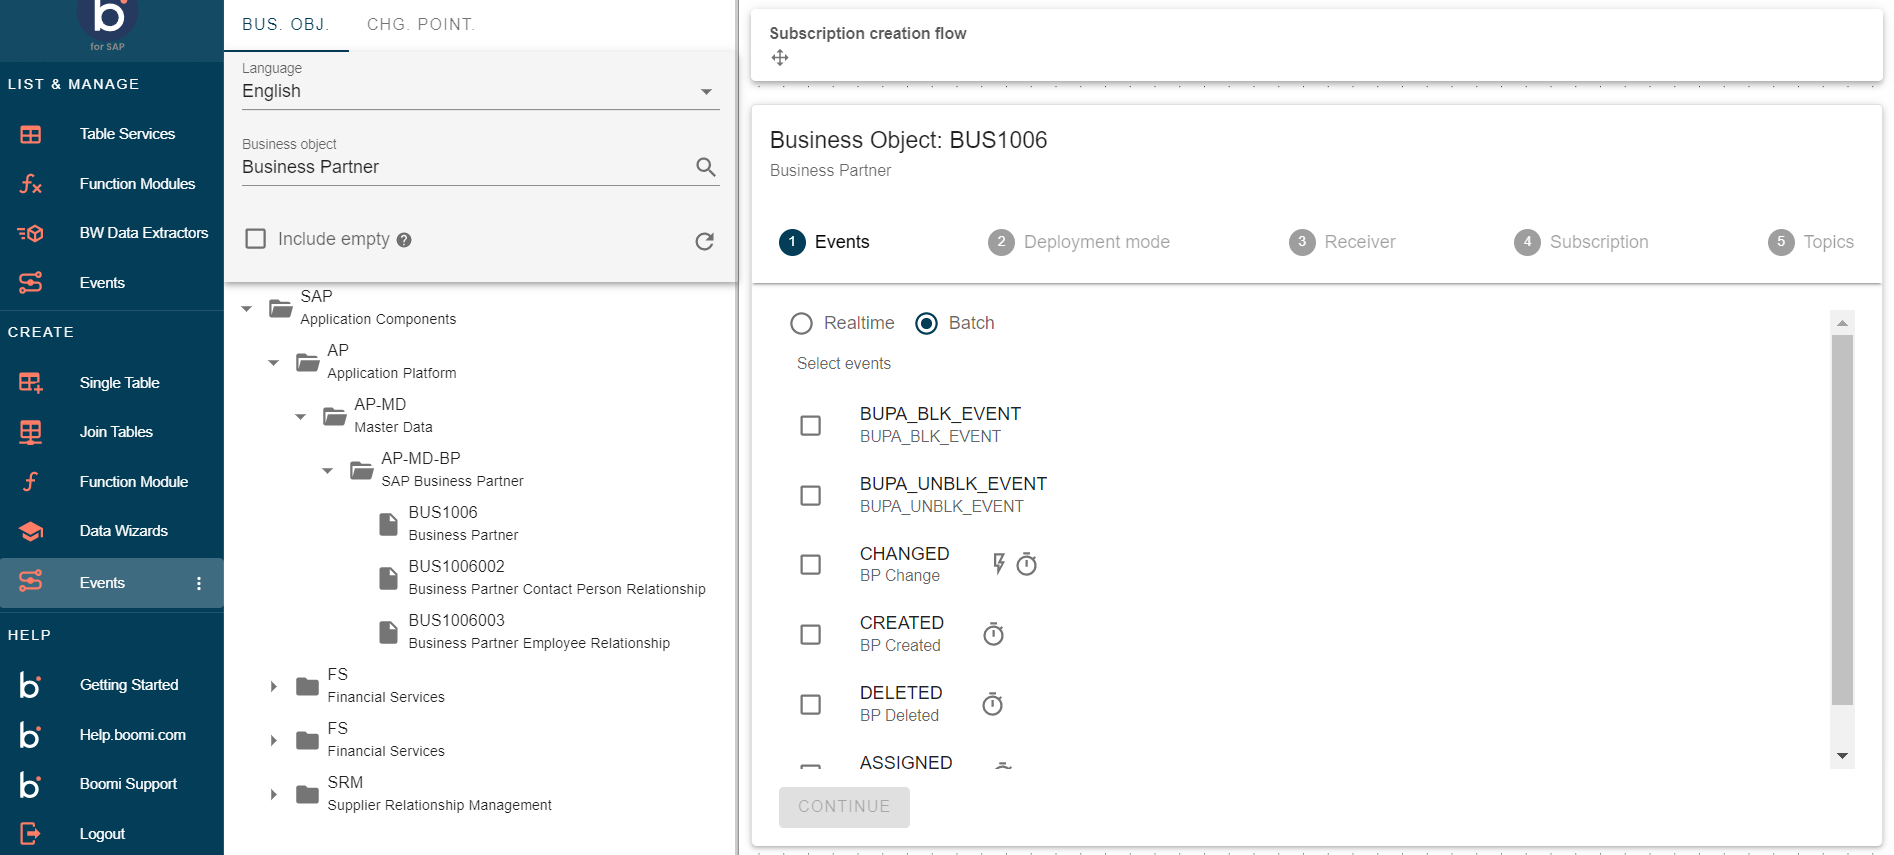 b
for SAP
LIST & MANAGE
Table Services
Function Modules
BW Data Extractors
Events
CREATE
Single Table
Join Tables
Function Module
Data Wizards
Events
HELP
Getting Started
Help.boomi.com
Boomi Support
Logout
BUS. OBJ.
CHG. POINT.
Language
English
Business object
Business Partner
Include empty
SAP
Application Components
AP
Application Platform
AP-MD
Master Data
AP-MD-BP
SAP Business Partner
BUS1006
Business Partner
BUS1006002
Business Partner Contact Person Relationship
BUS1006003
Business Partner Employee Relationship
FS
Financial Services
FS
Financial Services
SRM
Supplier Relationship Management
Subscription creation flow
Business Object: BUS1006
Business Partner
1 Events
2 Deployment mode
3 Receiver
4 Subscription
5 Topics
Realtime
Batch
Select events
BUPA_BLK_EVENT
BUPA_BLK_EVENT
BUPA_UNBLK_EVENT
BUPA_UNBLK_EVENT
CHANGED
BP Change
CREATED
BP Created
DELETED
BP Deleted
ASSIGNED
CONTINUE